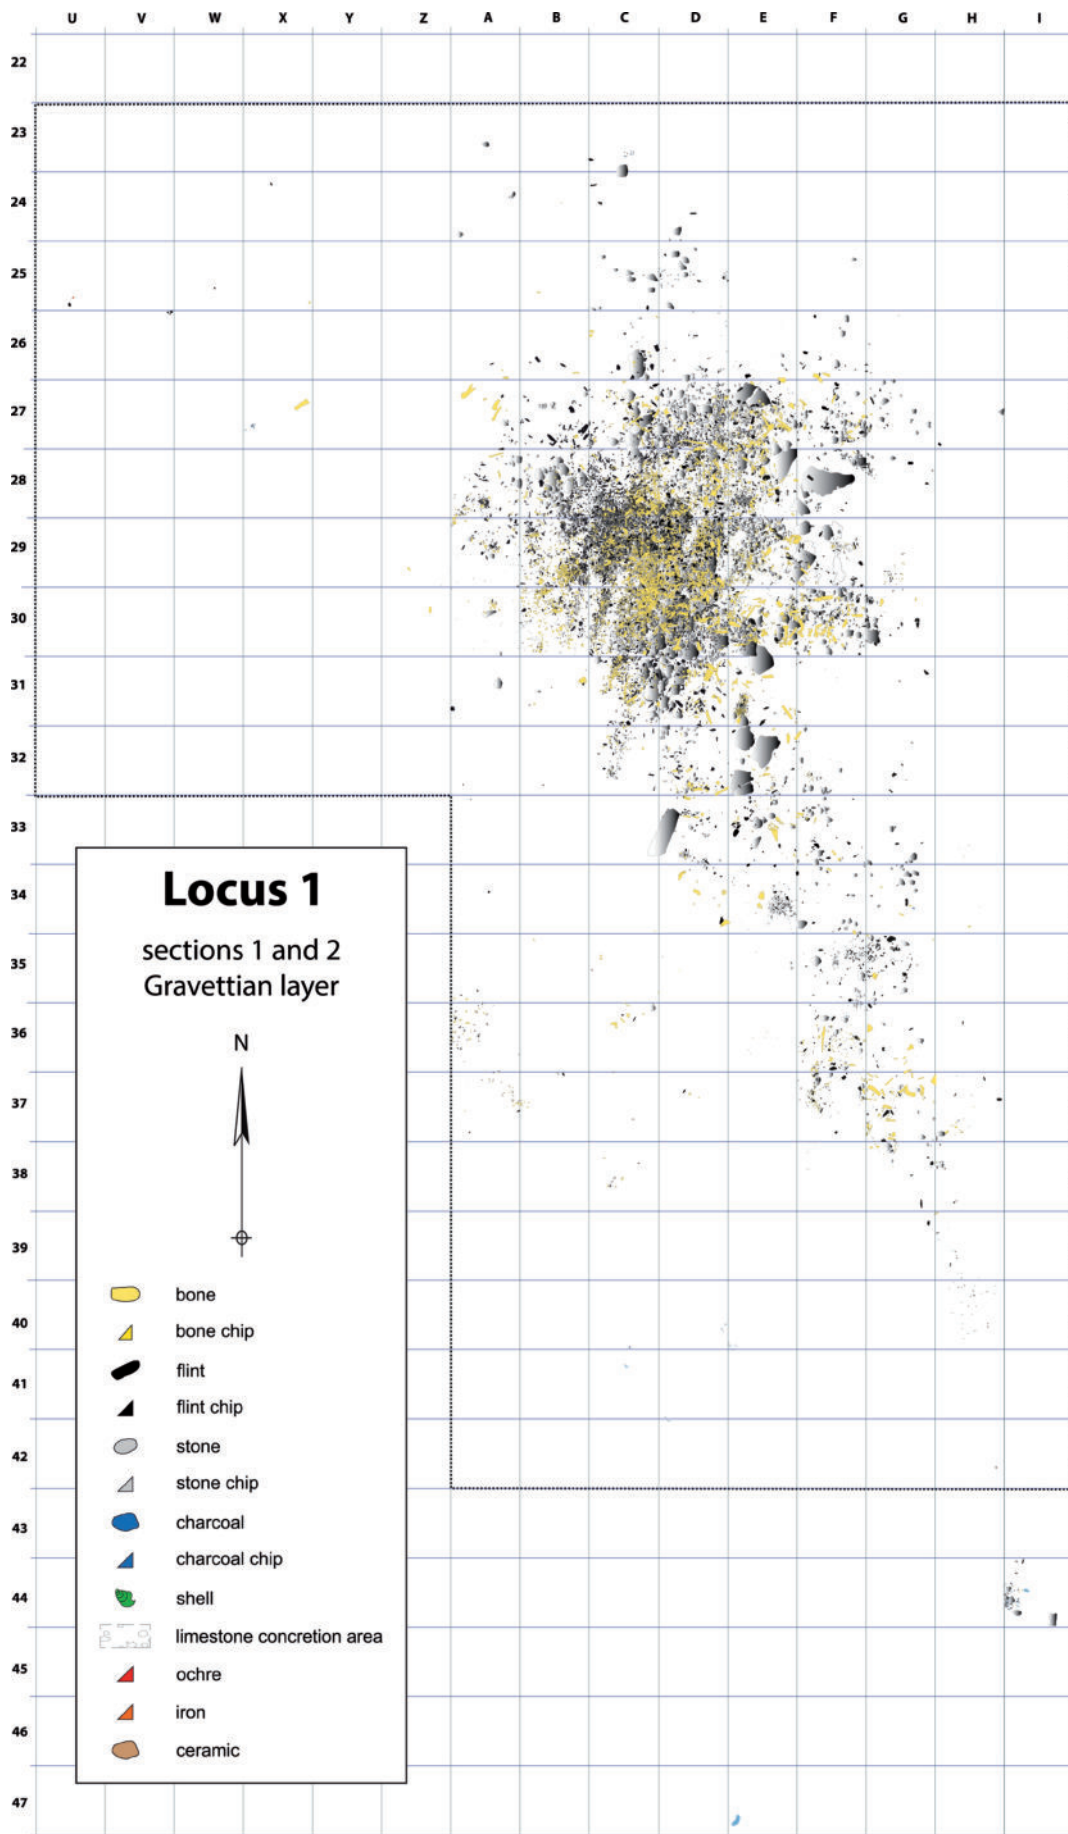 U V W X Y Z A B C D E F G H I
22
23
24
25
26
27
28
29
30
31
32
33
34
35
36
37
38
39
40
41
42
43
44
45
46
47
Locus 1
sections 1 and 2
Gravettian layer
N
bone
bone chip
flint
flint chip
stone
stone chip
charcoal
charcoal chip
shell
limestone concretion area
ochre
iron
ceramic